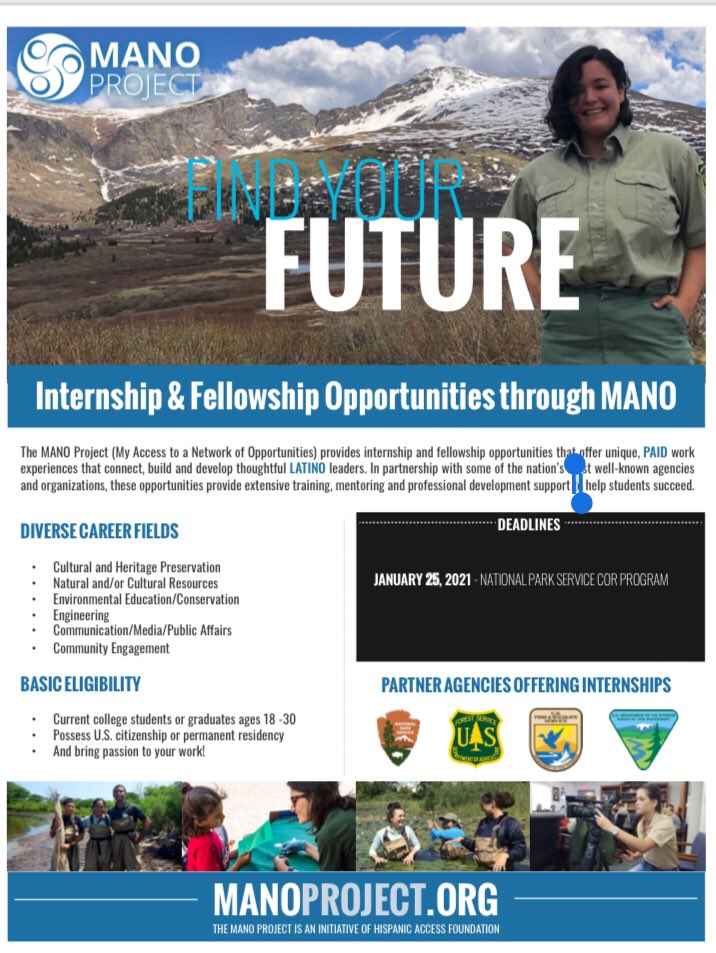 MANO
PROJECT
FIND YOUR
FUTURE
Internship & Fellowship Opportunities through MANO
The MANO Project (My Access to a Network of Opportunities) provides internship and fellowship opportunities that offer unique, PAID work
experiences that connect, build and develop thoughtful LATINO leaders. In partnership with some of the nation's well-known agencies
and organizations, these opportunities provide extensive training, mentoring and professional development support help students succeed.
DIVERSE CAREER FIELDS
• Cultural and Heritage Preservation
• Natural and/or Cultural Resources
• Environmental Education/Conservation
• Engineering
• Communication/Media/Public Affairs
• Community Engagement
BASIC ELIGIBILITY
• Current college students or graduates ages 18 -30
• Possess U.S. citizenship or permanent residency
• And bring passion to your work!
DEADLINES
JANUARY 25, 2021 - NATIONAL PARK SERVICE COR PROGRAM
PARTNER AGENCIES OFFERING INTERNSHIPS
NATIONAL
PARK
SERVICE
FOREST SERVICE
U S
DEPARTMENT OF AGRICULTURE
U.S.
FISH & WILDLIFE
SERVICE
U.S. DEPARTMENT OF THE INTERIOR
BUREAU OF LAND MANAGEMENT
MANOPROJECT.ORG
THE MANO PROJECT IS AN INITIATIVE OF HISPANIC ACCESS FOUNDATION